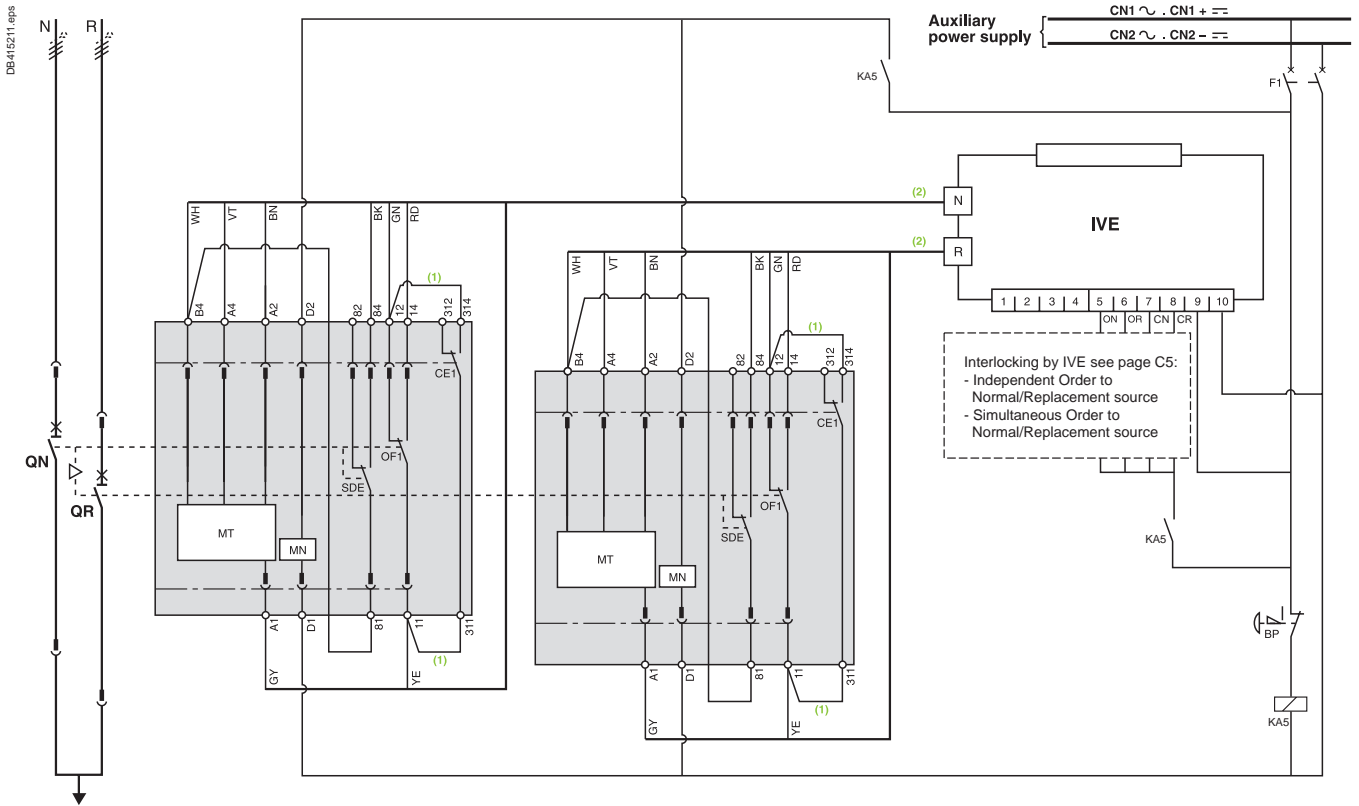 DB415211.eps
N R
Auxiliary
power supply
CN1 ∿ . CN1 + ⎓
CN2 ∿ . CN2 – ⎓
KA5
F1
(2)
N
(2)
R
IVE
1 2 3 4 5 6 7 8 9 10
ON OR CN CR
Interlocking by IVE see page C5:
- Independent Order to
Normal/Replacement source
- Simultaneous Order to
Normal/Replacement source
KA5
BP
KA5
QN
QR
WH VT BN BK GN RD
(1)
B4 A4 A2 D2 82 84 12 14 312 314
CE1
OF1
SDE
MT
MN
A1 D1 81 11 311
(1)
GY YE
WH VT BN BK GN RD
(1)
B4 A4 A2 D2 82 84 12 14 312 314
CE1
OF1
SDE
MT
MN
A1 D1 81 11 311
(1)
GY YE